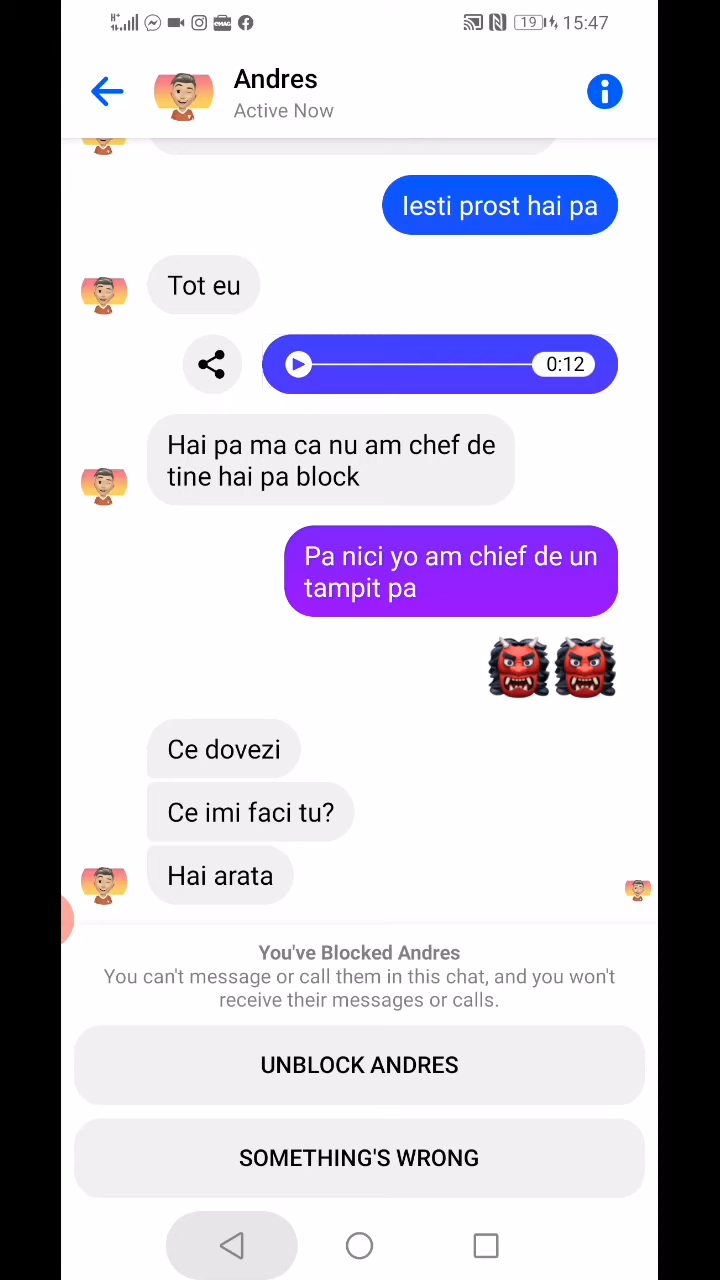 19
15:47
Andres
Active Now
Iesti prost hai pa
Tot eu
0:12
Hai pa ma ca nu am chef de
tine hai pa block
Pa nici yo am chief de un
tampit pa
Ce dovezi
Ce imi faci tu?
Hai arata
You've Blocked Andres
You can't message or call them in this chat, and you won't
receive their messages or calls.
UNBLOCK ANDRES
SOMETHING'S WRONG